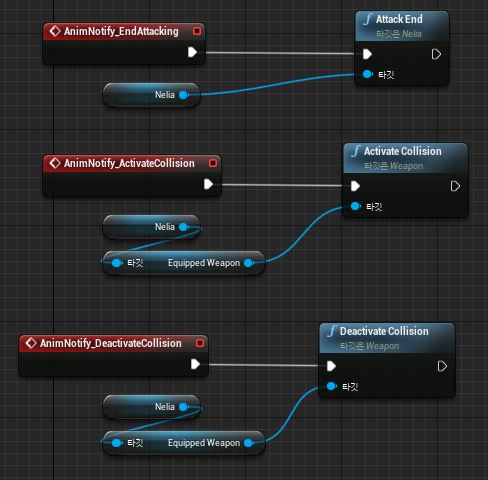 AnimNotify_EndAttacking
Attack End
타깃은 Nelia
타깃
Nelia
AnimNotify_ActivateCollision
Activate Collision
타깃은 Weapon
타깃
Nelia
타깃 Equipped Weapon
AnimNotify_DeactivateCollision
Deactivate Collision
타깃은 Weapon
타깃
Nelia
타깃 Equipped Weapon